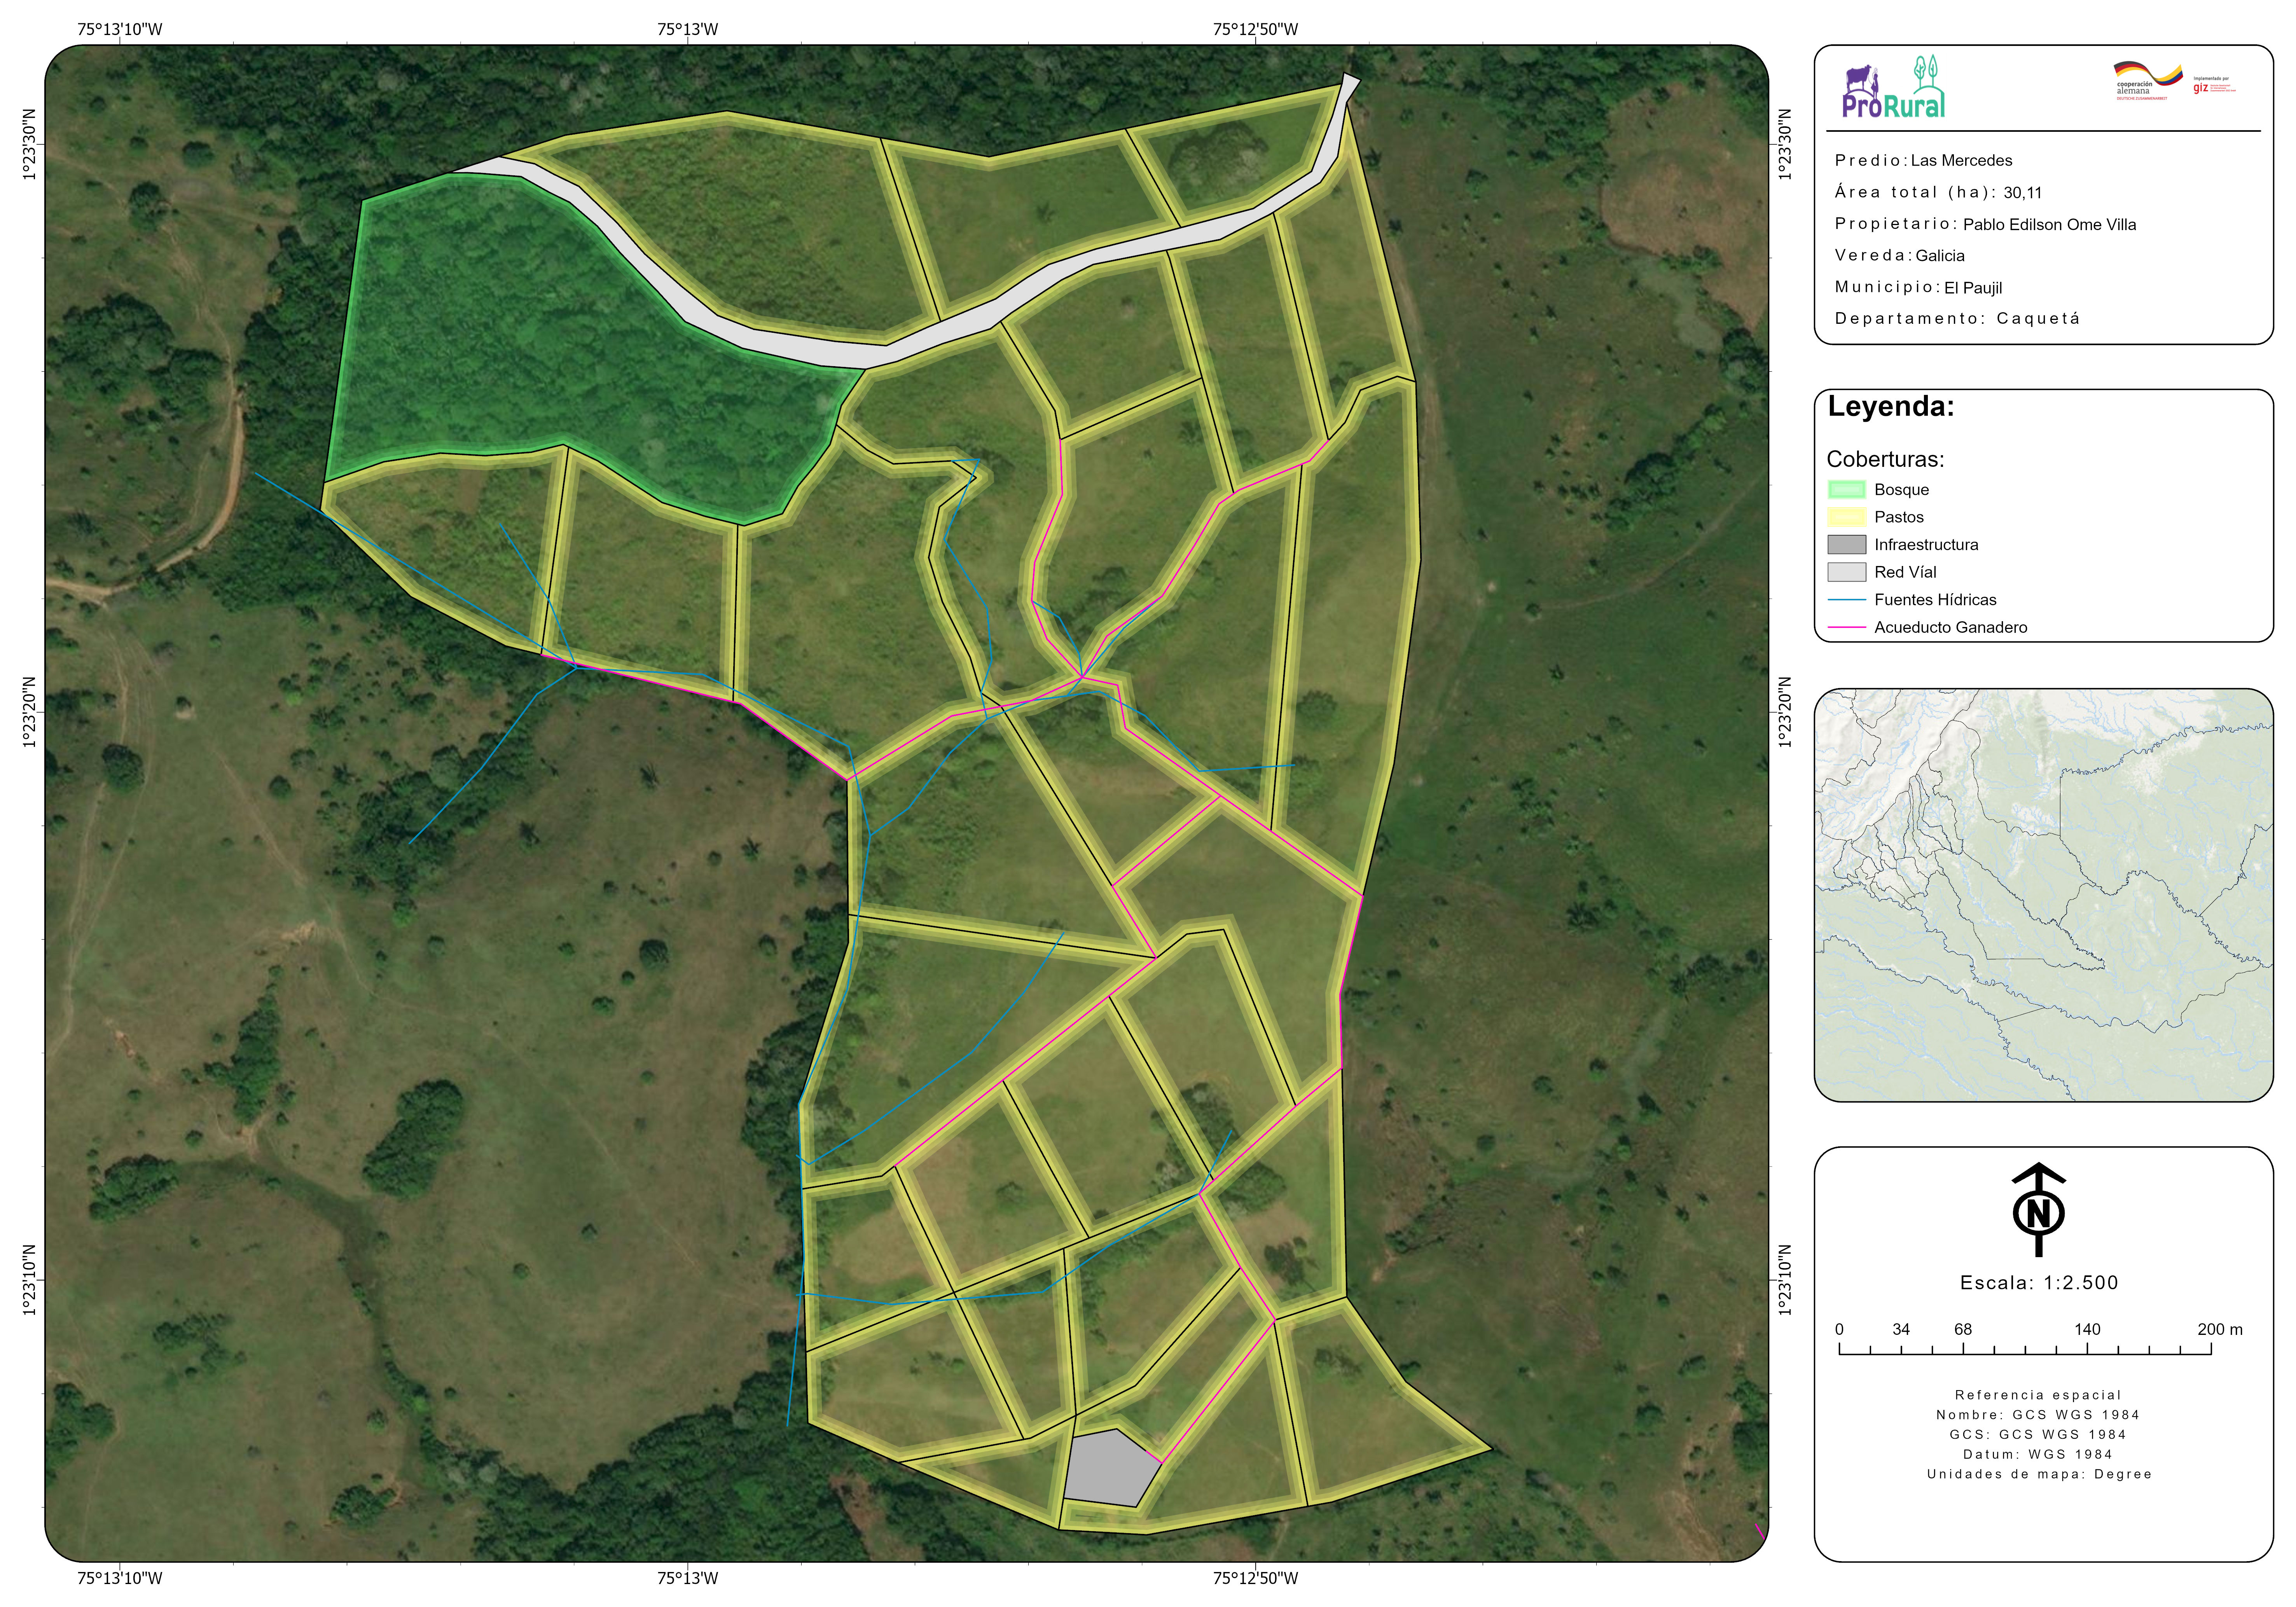 75°13'10"W
75°13'W
75°12'50"W
1°23'30"N
1°23'30"N
1°23'20"N
1°23'20"N
1°23'10"N
1°23'10"N
75°13'10"W
75°13'W
75°12'50"W
ProRural
cooperación
alemana
DEUTSCHE ZUSAMMENARBEIT
Implementada por
giz
Predio: Las Mercedes
Área total (ha): 30,11
Propietario: Pablo Edilson Ome Villa
Vereda: Galicia
Municipio: El Paujil
Departamento: Caquetá
Leyenda:
Coberturas:
Bosque
Pastos
Infraestructura
Red Víal
Fuentes Hídricas
Acueducto Ganadero
N
Escala: 1:2.500
0 34 68 140 200 m
Referencia espacial
Nombre: GCS WGS 1984
GCS: GCS WGS 1984
Datum: WGS 1984
Unidades de mapa: Degree